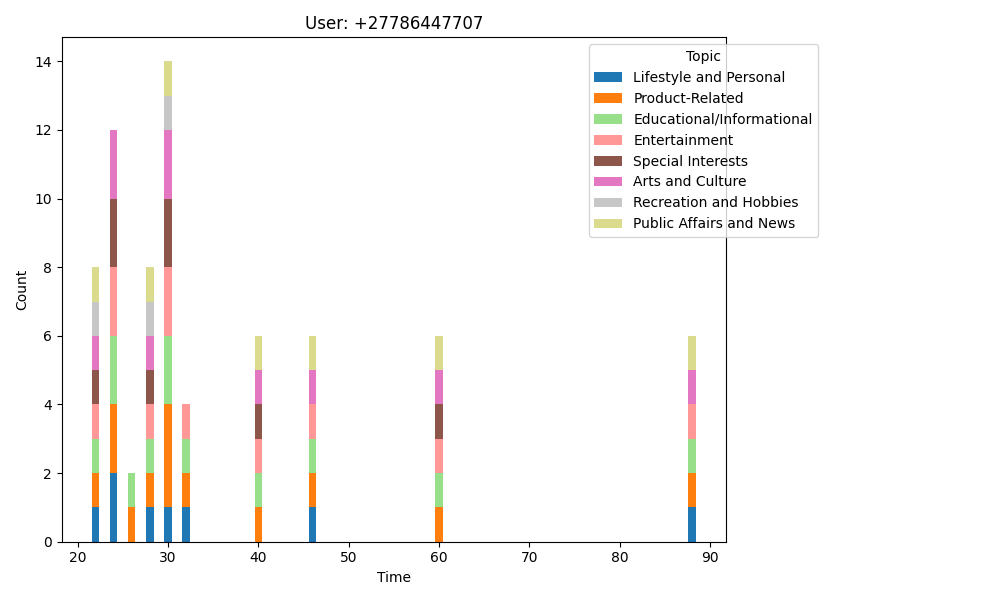 User: +27786447707
Topic
Lifestyle and Personal
Product-Related
Educational/Informational
Entertainment
Special Interests
Arts and Culture
Recreation and Hobbies
Public Affairs and News
Count
14
12
10
8
6
4
2
0
20 30 40 50 60 70 80 90
Time